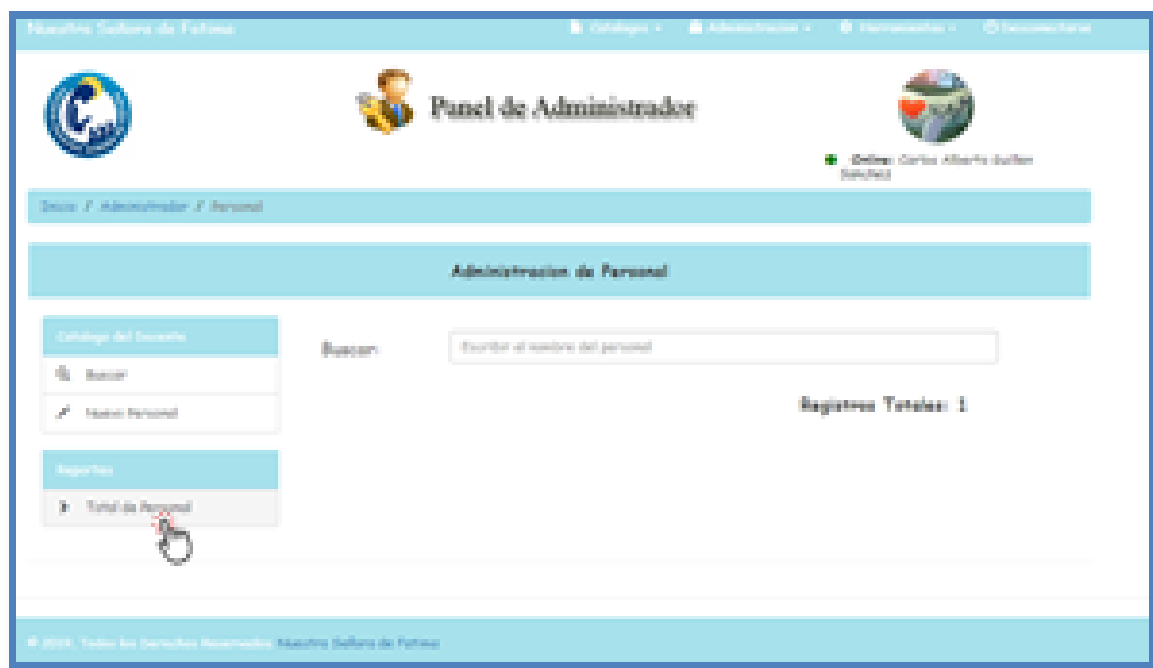 Nuestra Señora de Fatima
Catalogos Administracion Herramientas Desconectarse
Panel de Administrador
Online: Carlos Alberto Guillen
Sanchez
Inicio / Administrador / Personal
Administracion de Personal
Catalogo del Docente
Buscar
Nuevo Personal
Buscar:
Escribir el nombre del personal
Registros Totales: 1
Reportes
Total de Personal
Todos los Derechos Reservados Nuestra Señora de Fatima